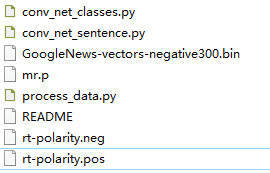 conv_net_classes.py
conv_net_sentence.py
GoogleNews-vectors-negative300.bin
mr.p
process_data.py
README
rt-polarity.neg
rt-polarity.pos